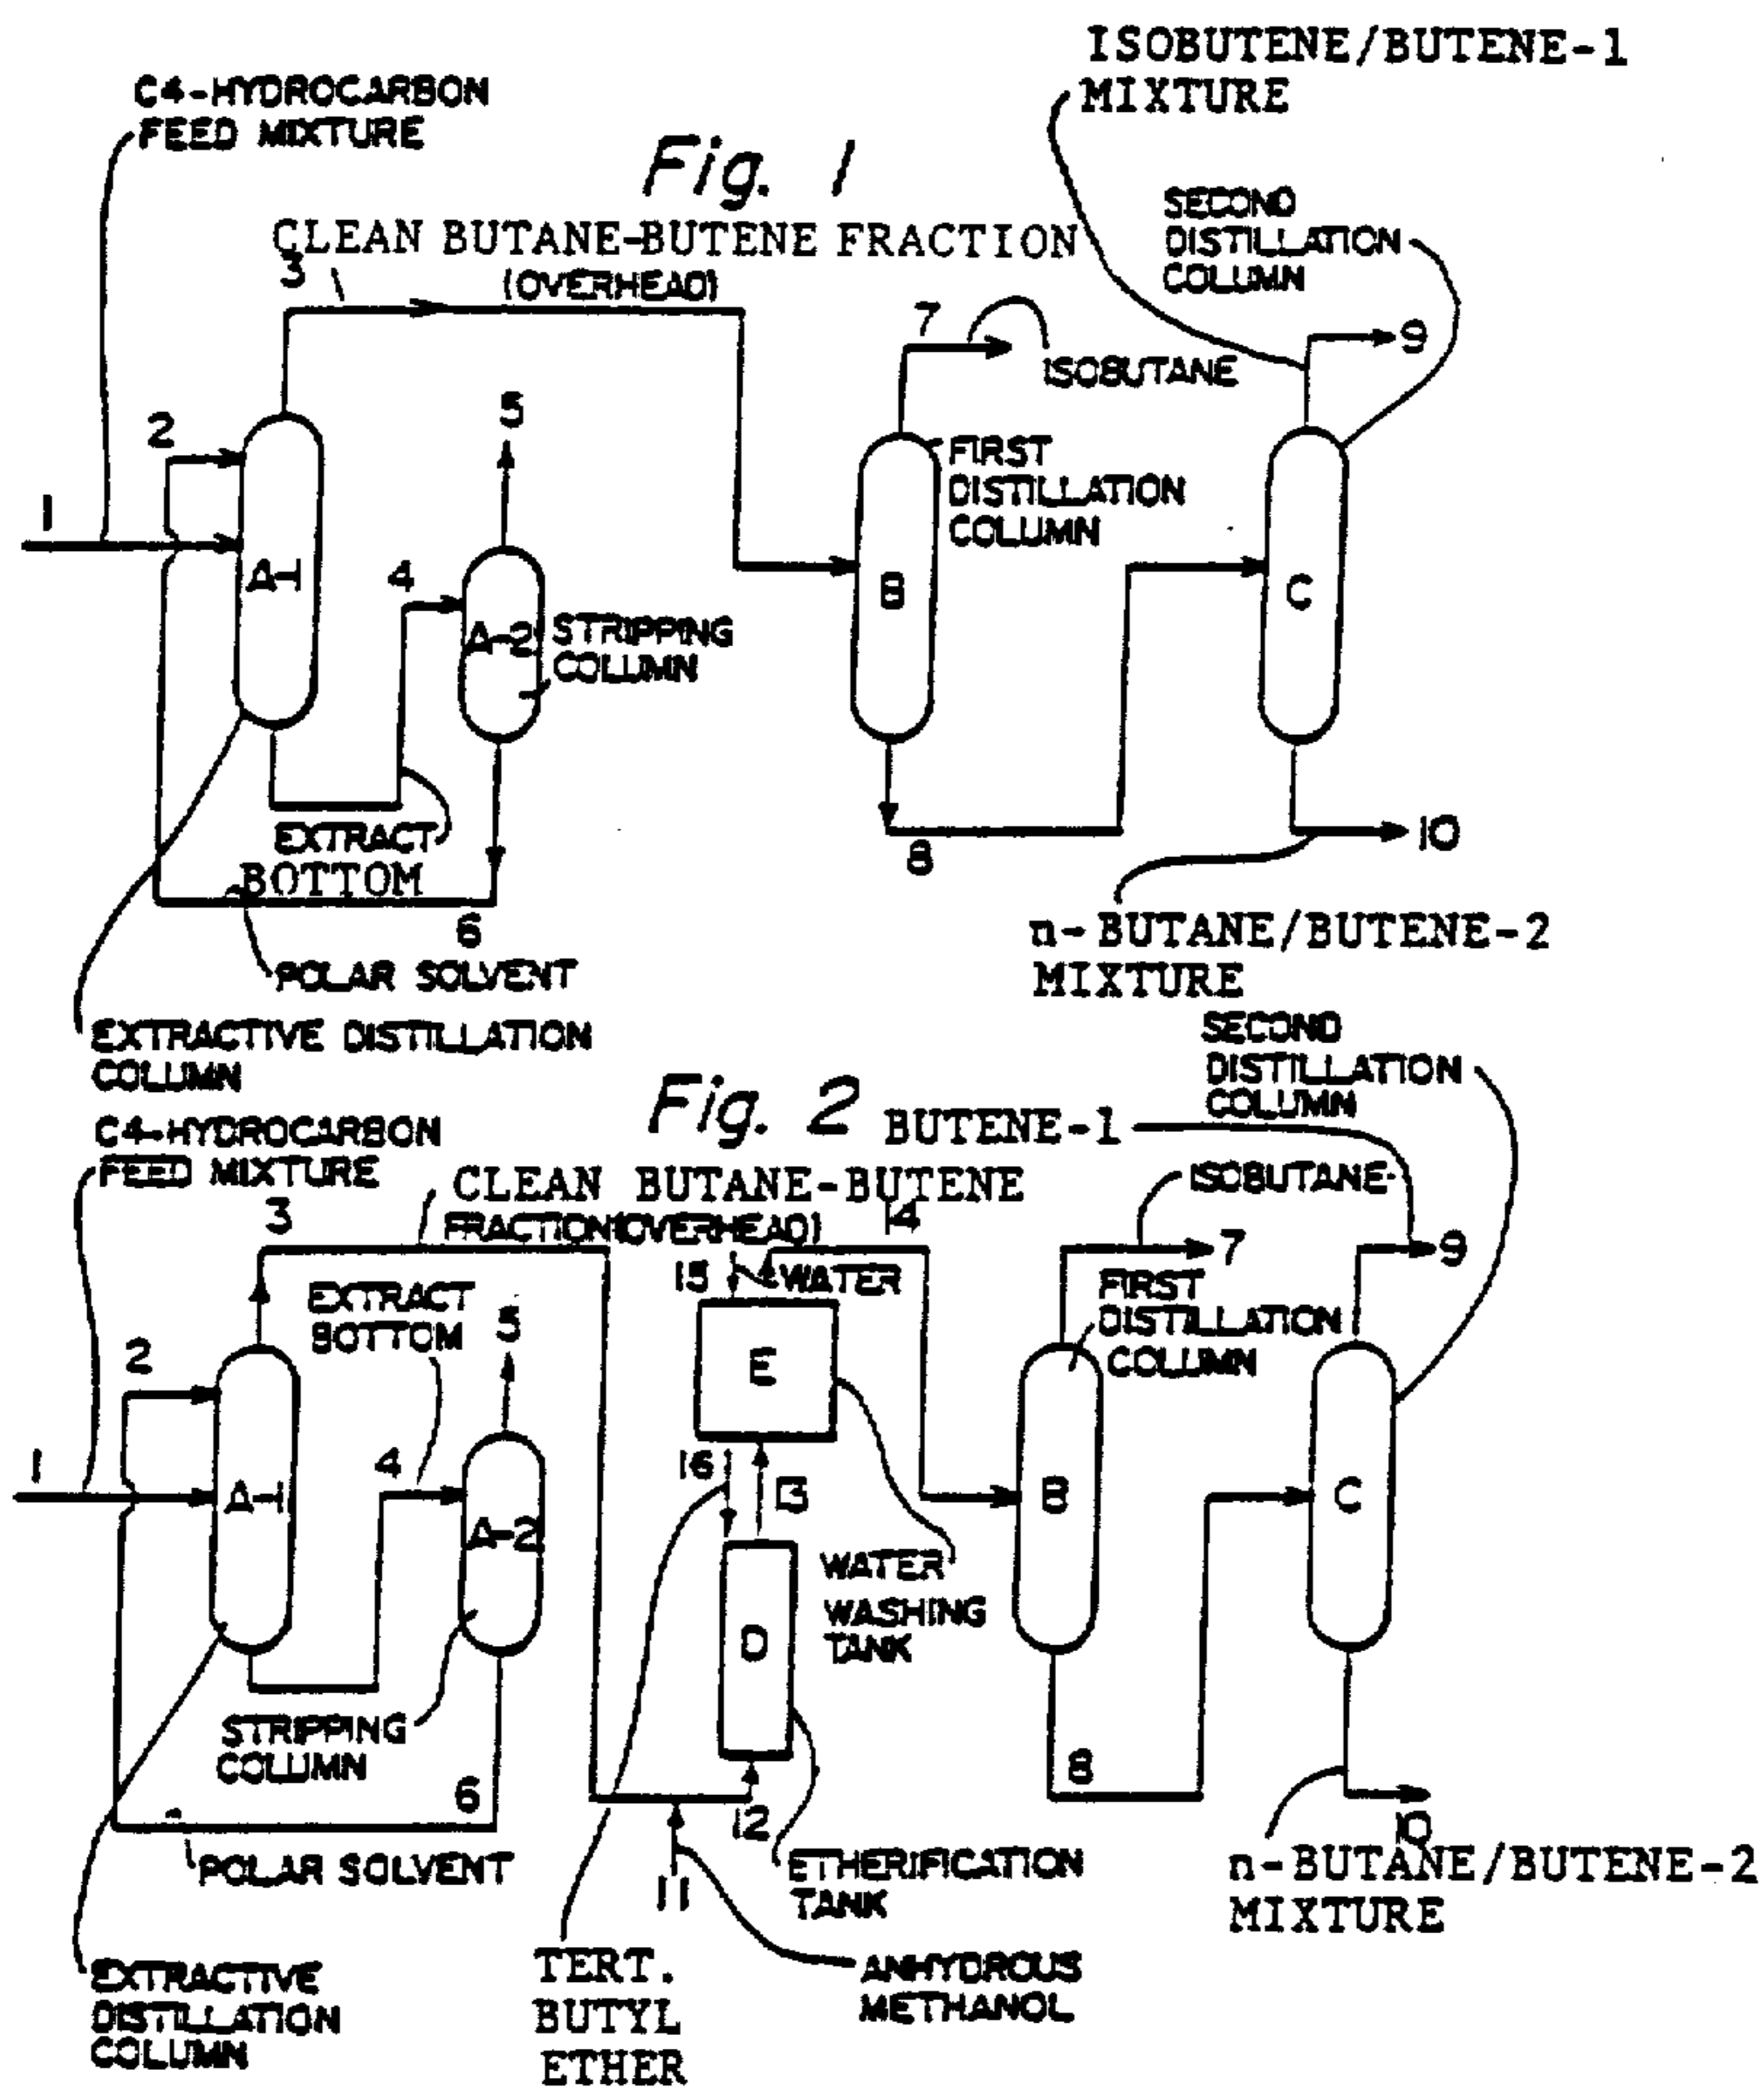 ISOBUTENE/BUTENE-1
MIXTURE
C4-HYDROCARBON
FEED MIXTURE
Fig. 1
SECOND
DISTILLATION
COLUMN
CLEAN BUTANE-BUTENE FRACTION
(OVERHEAD)
3
7
9
ISOBUTANE
2
5
FIRST
DISTILLATION
COLUMN
1
A-1
4
B
C
A-2
STRIPPING
COLUMN
EXTRACT
BOTTOM
8
10
6
n-BUTANE/BUTENE-2
MIXTURE
POLAR SOLVENT
EXTRACTIVE DISTILLATION
COLUMN
SECOND
DISTILLATION
COLUMN
Fig. 2
BUTENE-1
C4-HYDROCARBON
FEED MIXTURE
CLEAN BUTANE-BUTENE
FRACTION(OVERHEAD)
ISOBUTANE
3
14
7
9
15
WATER
EXTRACT
BOTTOM
FIRST
DISTILLATION
COLUMN
2
5
E
1
4
16
13
A-1
A-2
B
C
WATER
WASHING
TANK
D
STRIPPING
COLUMN
6
8
12
10
POLAR SOLVENT
11
ETHERIFICATION
TANK
n-BUTANE/BUTENE-2
MIXTURE
EXTRACTIVE
DISTILLATION
COLUMN
TERT.
BUTYL
ETHER
ANHYDROUS
METHANOL